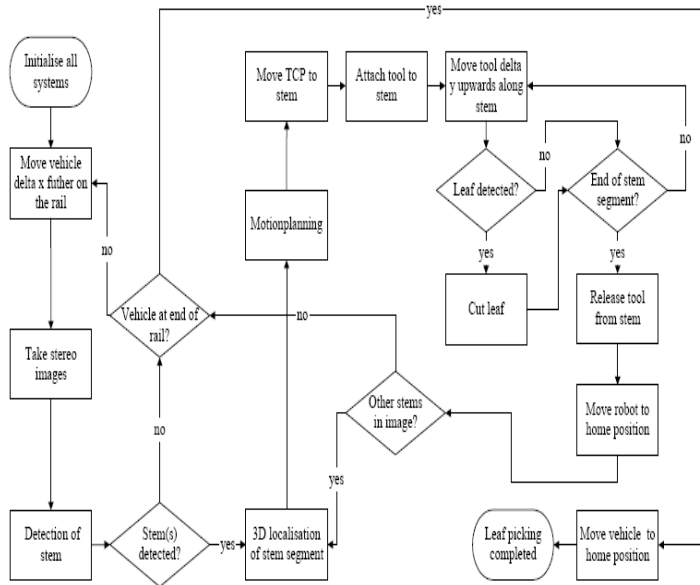 yes
Initialise all
systems
Move TCP to
stem
Attach tool to
stem
Move tool delta
y upwards along
stem
no
no
Move vehicle
delta x futher on
the rail
Leaf detected?
End of stem
segment?
Motionplanning
no
yes
yes
Cut leaf
Release tool
from stem
Vehicle at end of
rail?
no
Take stereo
images
Other stems
in image?
Move robot to
home position
no
yes
Detection of
stem
Stem(s)
detected?
yes
3D localisation
of stem segment
Leaf picking
completed
Move vehicle to
home position